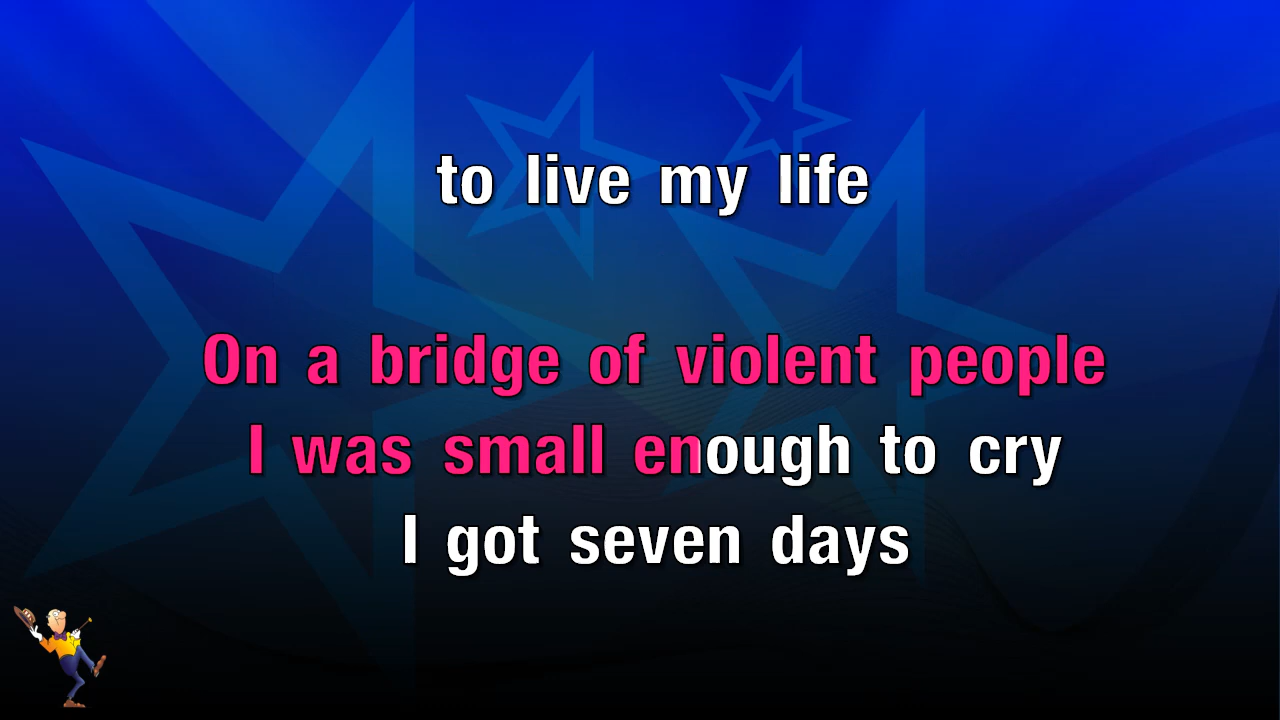 to live my life
On a bridge of violent people
I was small enough to cry
I got seven days